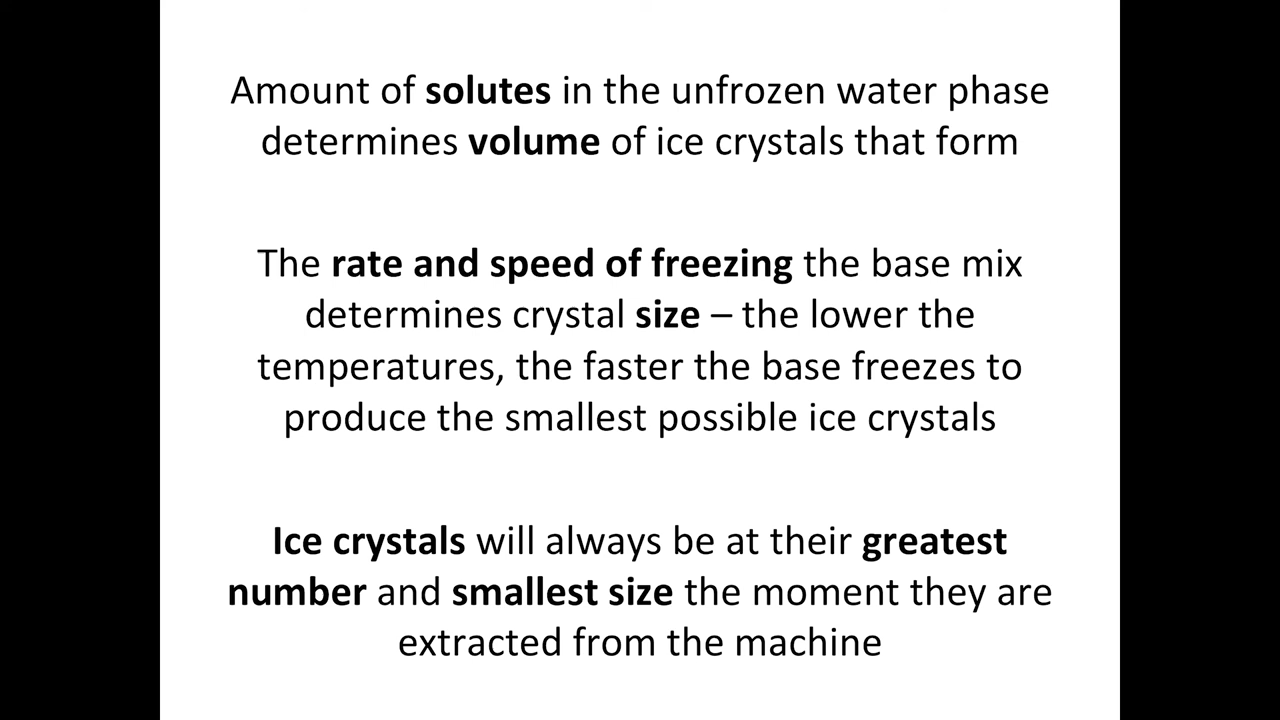 Amount of solutes in the unfrozen water phase
determines volume of ice crystals that form
The rate and speed of freezing the base mix
determines crystal size – the lower the
temperatures, the faster the base freezes to
produce the smallest possible ice crystals
Ice crystals will always be at their greatest
number and smallest size the moment they are
extracted from the machine